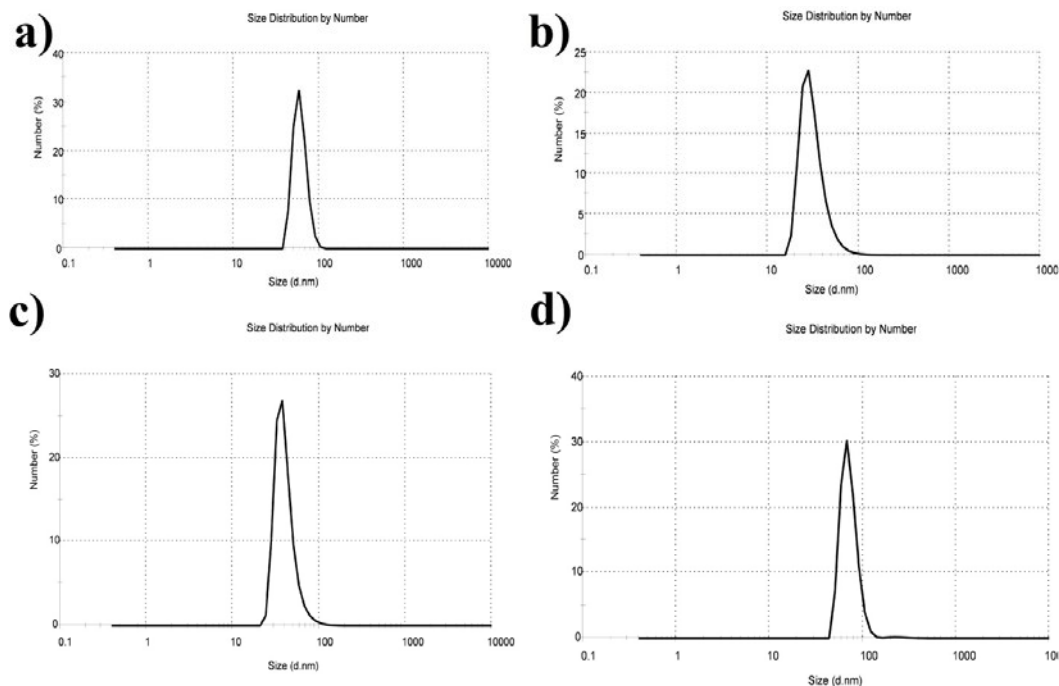 a)
Size Distribution by Number
40
30
20
10
0
Number (%)
0.1 1 10 100 1000 10000
Size (d.nm)
b)
Size Distribution by Number
25
20
15
10
5
0
Number (%)
0.1 1 10 100 1000 1000
Size (d.nm)
c)
Size Distribution by Number
30
20
10
0
Number (%)
0.1 1 10 100 1000 10000
Size (d.nm)
d)
Size Distribution by Number
40
30
20
10
0
Number (%)
0.1 1 10 100 1000
Size (d.nm)